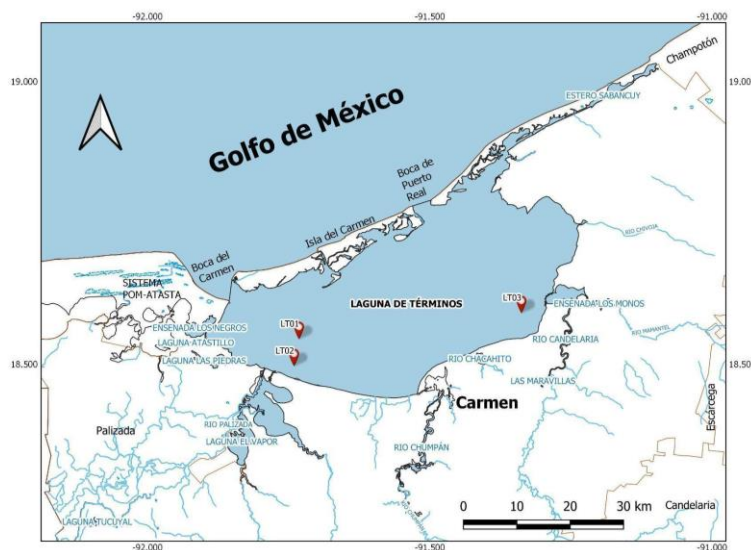 -92.000
-91.500
-91.000
19.000
19.000
Champotón
ESTERO SABANCUY
Golfo de México
Boca de
Puerto
Real
Isla del Carmen
Boca del
Carmen
RIO CHIVOJA
SISTEMA
POM-ATASTA
LAGUNA DE TÉRMINOS
LT03
ENSENADA LOS MONOS
LT01
ENSENADA LOS NEGROS
RIO MAMANTEL
LAGUNA ATASTILLO
RIO CANDELARIA
LT02
LAGUNA LAS PIEDRAS
RIO CHACAHITO
18.500
18.500
LAS MARAVILLAS
Carmen
Escárcega
RIO PALIZADA
Palizada
LAGUNA EL VAPOR
RIO CHUMPÁN
0 10 20 30 km
Candelaria
LAGUNA TUCUYAL
-92.000
-91.500
-91.000